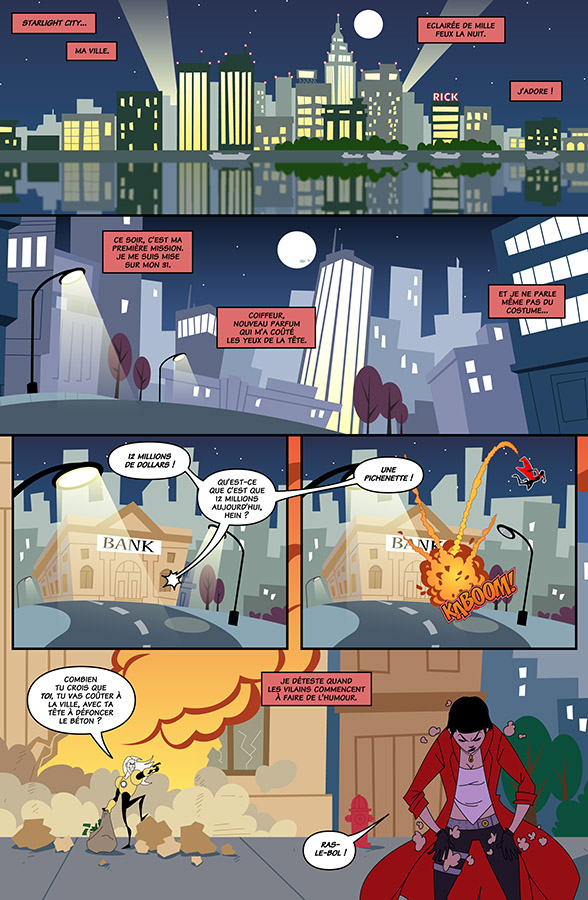 STARLIGHT CITY...
MA VILLE.
ECLAIRÉE DE MILLE
FEUX LA NUIT.
J'ADORE !
RICK
CE SOIR, C'EST MA
PREMIÈRE MISSION.
JE ME SUIS MISE
SUR MON 31.
COIFFEUR,
NOUVEAU PARFUM
QUI M'A COÛTÉ
LES YEUX DE LA TÊTE.
ET JE NE PARLE
MÊME PAS DU
COSTUME...
12 MILLIONS
DE DOLLARS !
QU'EST-CE
QUE C'EST QUE
12 MILLIONS
AUJOURD'HUI,
HEIN ?
BANK
UNE
PICHENETTE !
BANK
KABOOM!
COMBIEN
TU CROIS QUE
TOI, TU VAS COÛTER À
LA VILLE, AVEC TA
TÊTE À DÉFONCER
LE BÉTON ?
JE DÉTESTE QUAND
LES VILAINS COMMENCENT
À FAIRE DE L'HUMOUR.
RAS-
LE-BOL !